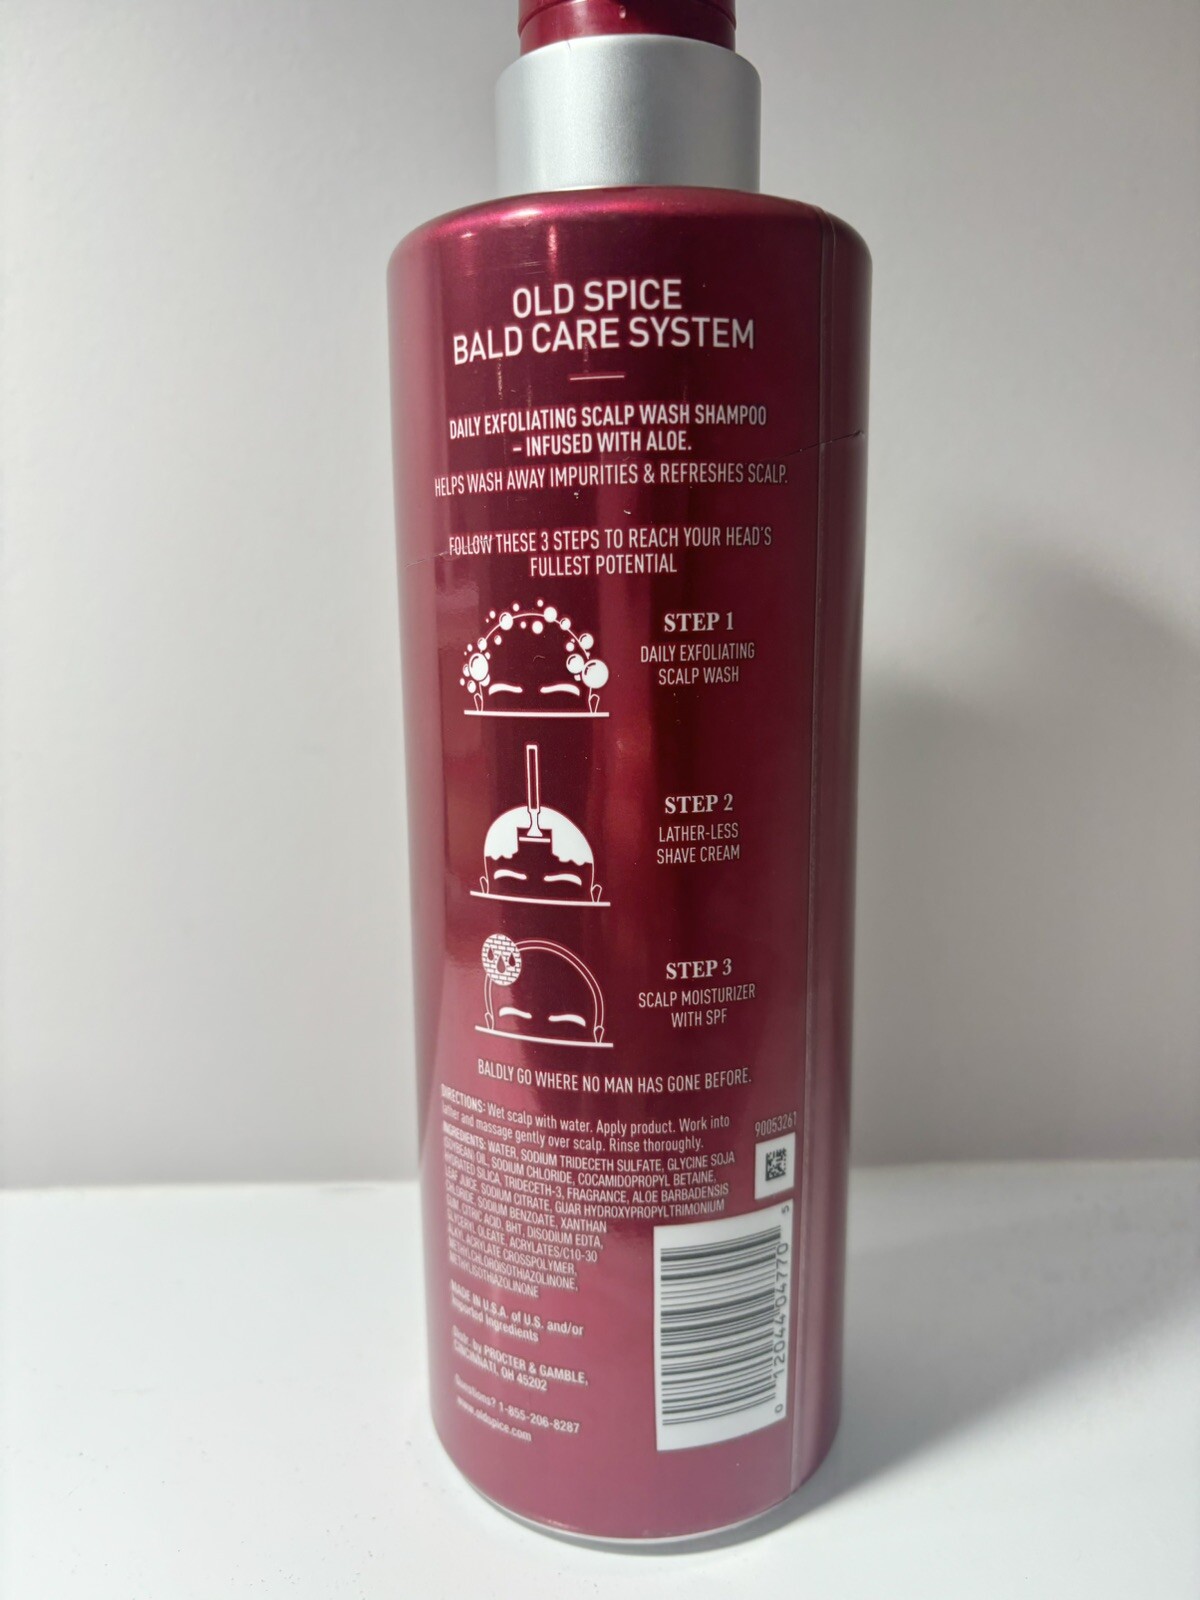 OLD SPICE
BALD CARE SYSTEM
DAILY EXFOLIATING SCALP WASH SHAMPOO
– INFUSED WITH ALOE.
HELPS WASH AWAY IMPURITIES & REFRESHES SCALP.
FOLLOW THESE 3 STEPS TO REACH YOUR HEAD'S
FULLEST POTENTIAL
STEP 1
DAILY EXFOLIATING
SCALP WASH
STEP 2
LATHER-LESS
SHAVE CREAM
STEP 3
SCALP MOISTURIZER
WITH SPF
BALDLY GO WHERE NO MAN HAS GONE BEFORE.
DIRECTIONS: Wet scalp with water. Apply product. Work into
lather and massage gently over scalp. Rinse thoroughly.
INGREDIENTS: WATER, SODIUM TRIDECETH SULFATE, GLYCINE SOJA
(SOYBEAN) OIL, SODIUM CHLORIDE, COCAMIDOPROPYL BETAINE,
HYDRATED SILICA, TRIDECETH-3, FRAGRANCE, ALOE BARBADENSIS
LEAF JUICE, SODIUM CITRATE, GUAR HYDROXYPROPYLTRIMONIUM
CHLORIDE, SODIUM BENZOATE, XANTHAN
GUM, CITRIC ACID, BHT, DISODIUM EDTA,
GLYCERYL OLEATE, ACRYLATES/C10-30
ALKYL ACRYLATE CROSSPOLYMER,
METHYLCHLOROISOTHIAZOLINONE,
METHYLISOTHIAZOLINONE
MADE IN U.S.A. of U.S. and/or
imported ingredients
Distr. by PROCTER & GAMBLE,
CINCINNATI, OH 45202
Questions? 1-855-206-8287
www.oldspice.com
90053261
0 12044 04770 5